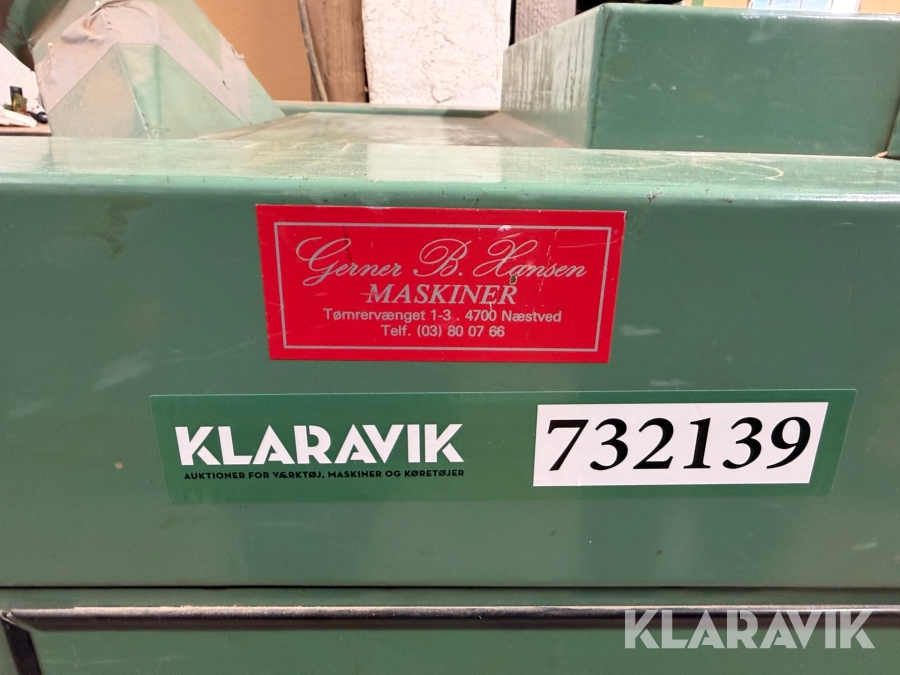 Gerner B. Hansen
MASKINER
Tømrervænget 1-3 . 4700 Næstved
Telf. (03) 80 07 66
KLARAVIK
AUKTIONER FOR VÆRKTØJ, MASKINER OG KØRETØJER
732139
KLARAVIK